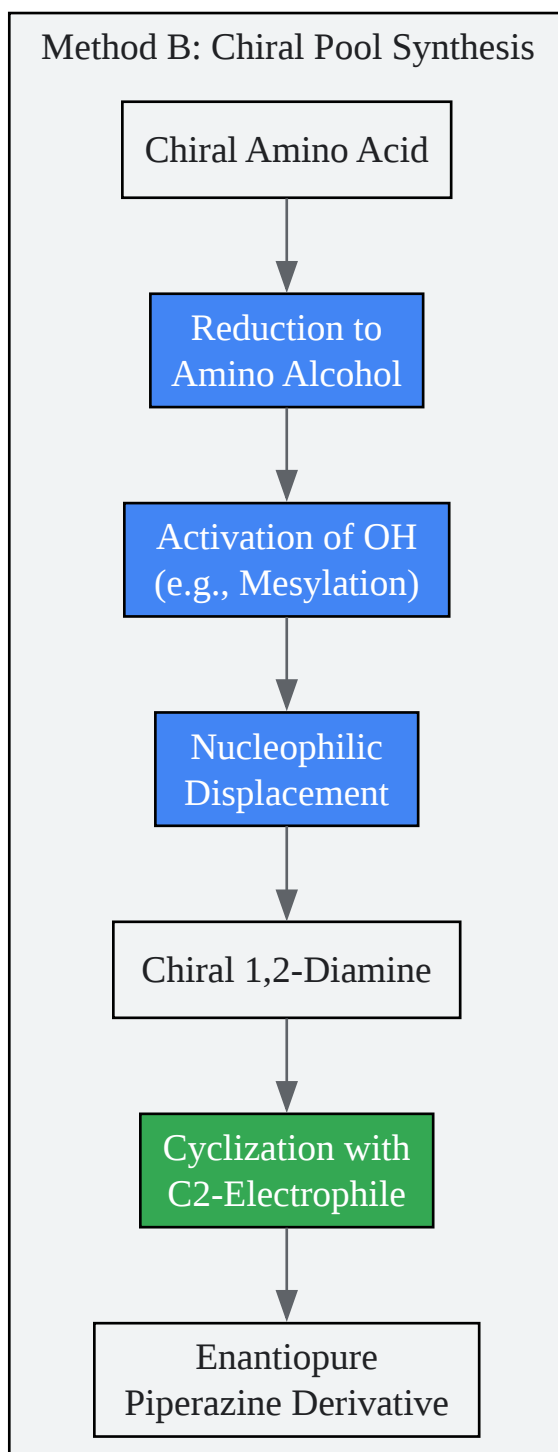 Method B: Chiral Pool Synthesis
Chiral Amino Acid
Reduction to
Amino Alcohol
Activation of OH
(e.g., Mesylation)
Nucleophilic
Displacement
Chiral 1,2-Diamine
Cyclization with
C2-Electrophile
Enantiopure
Piperazine Derivative